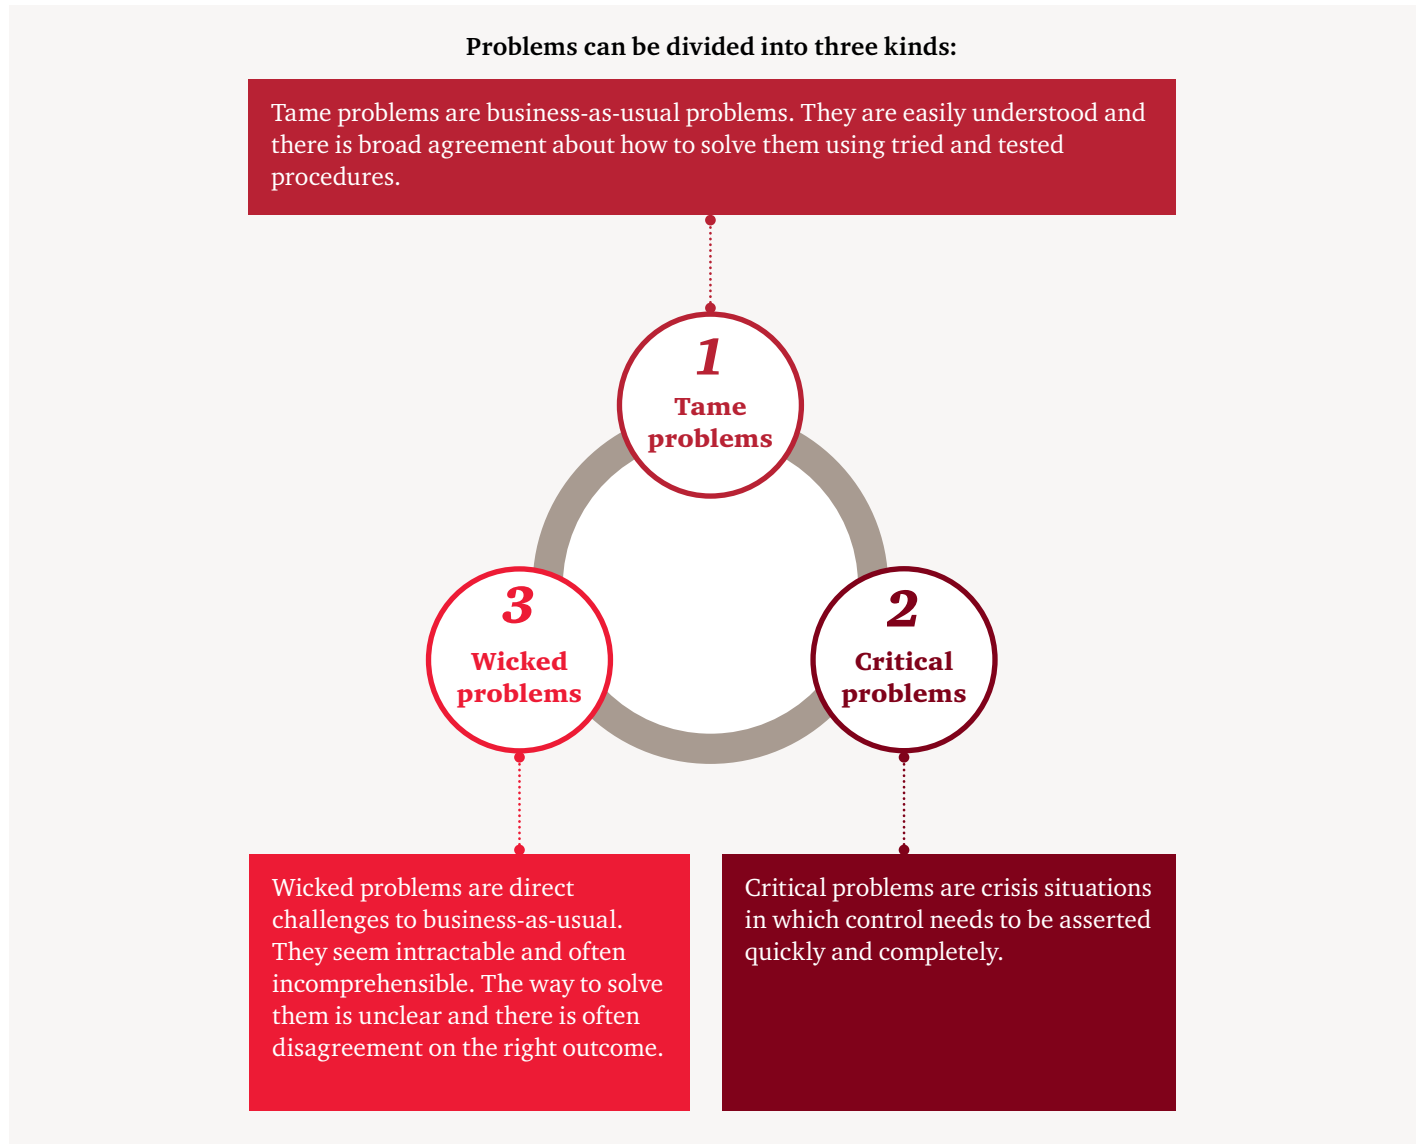 Problems can be divided into three kinds:
Tame problems are business-as-usual problems. They are easily understood and
there is broad agreement about how to solve them using tried and tested
procedures.
1
Tame
problems
3
Wicked
problems
2
Critical
problems
Wicked problems are direct
challenges to business-as-usual.
They seem intractable and often
incomprehensible. The way to solve
them is unclear and there is often
disagreement on the right outcome.
Critical problems are crisis situations
in which control needs to be asserted
quickly and completely.